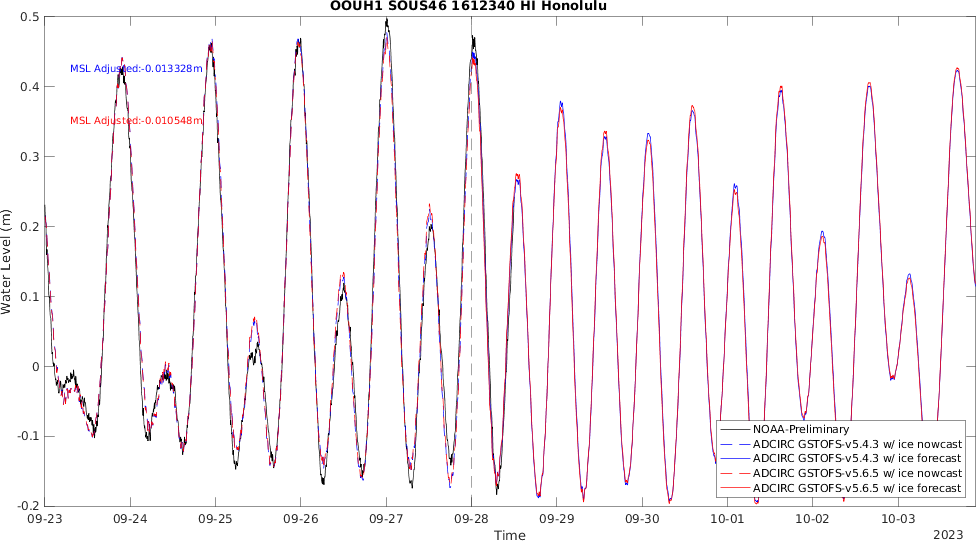 OOUH1 SOUS46 1612340 HI Honolulu
0.5
0.4
0.3
0.2
0.1
0
-0.1
-0.2
Water Level (m)
MSL Adjusted:-0.013328m
MSL Adjusted:-0.010548m
NOAA-Preliminary
ADCIRC GSTOFS-v5.4.3 w/ ice nowcast
ADCIRC GSTOFS-v5.4.3 w/ ice forecast
ADCIRC GSTOFS-v5.6.5 w/ ice nowcast
ADCIRC GSTOFS-v5.6.5 w/ ice forecast
09-23 09-24 09-25 09-26 09-27 09-28 09-29 09-30 10-01 10-02 10-03
Time
2023